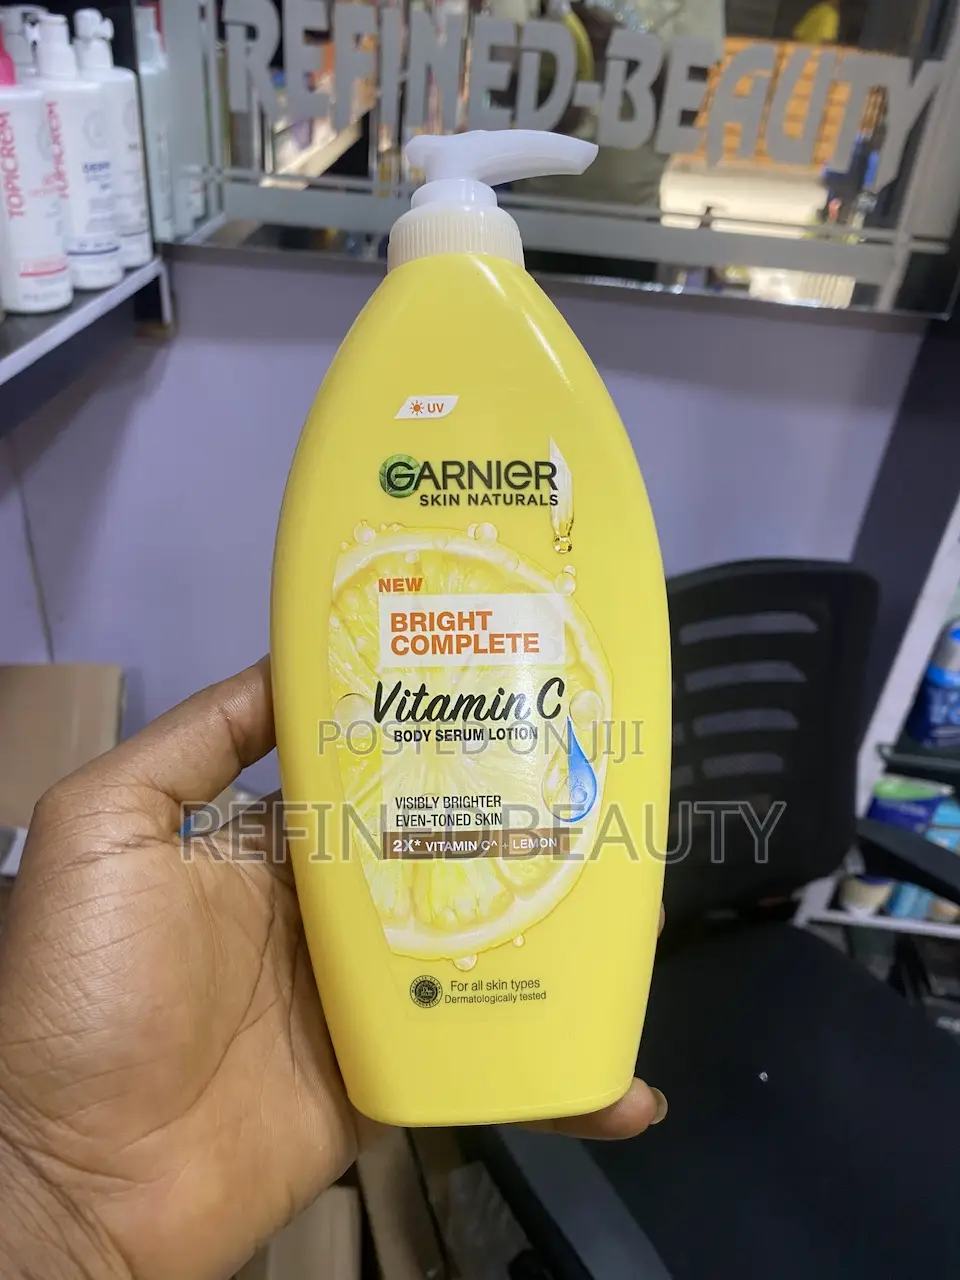 REFINED-BEAUTY
TOPICREM
TOPICREM
UV
GARNIER
SKIN NATURALS
NEW
BRIGHT
COMPLETE
Vitamin C
BODY SERUM LOTION
POSTED ON JIJI
VISIBLY BRIGHTER
EVEN-TONED SKIN
REFINEDBEAUTY
2X* VITAMIN C^ + LEMON
For all skin types
Dermatologically tested